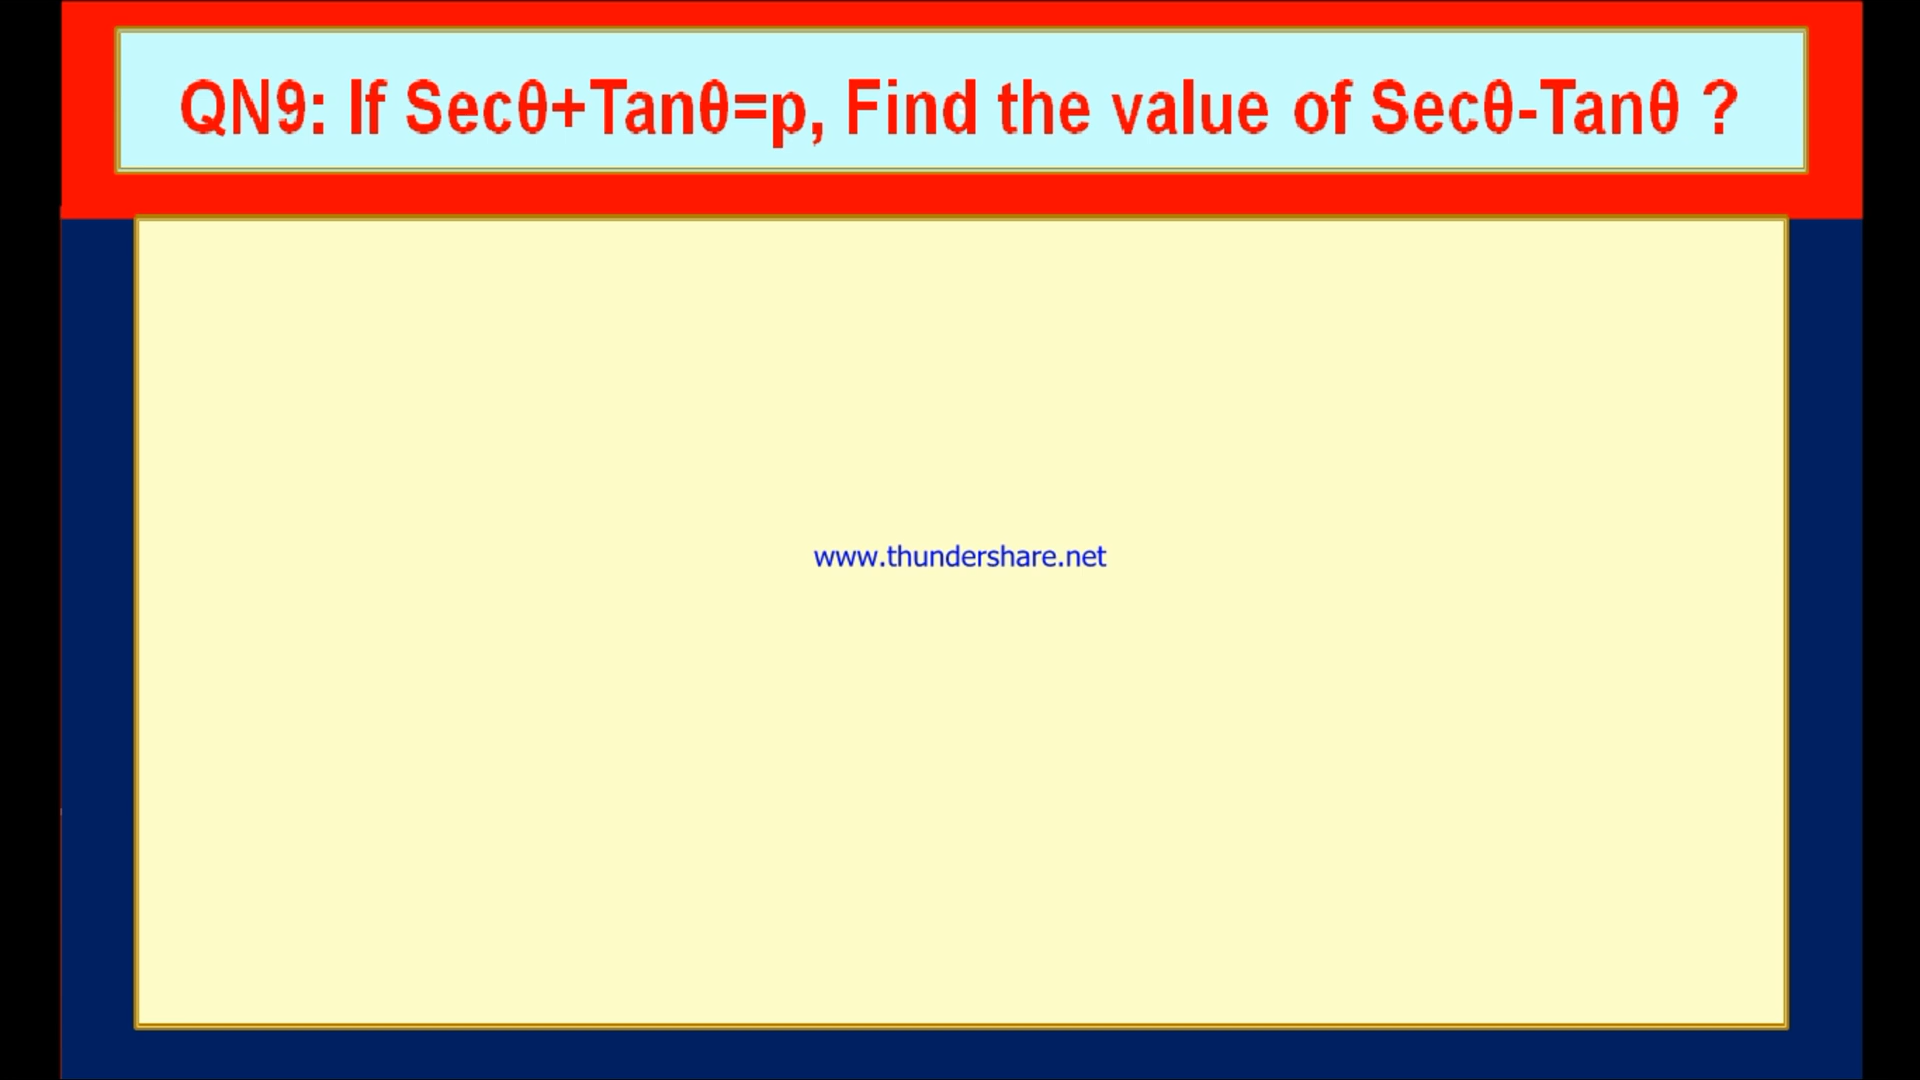 QN9: If Secθ+Tanθ=p, Find the value of Secθ-Tanθ ?
www.thundershare.net